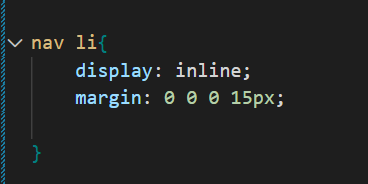 nav li{
display: inline;
margin: 0 0 0 15px;
}